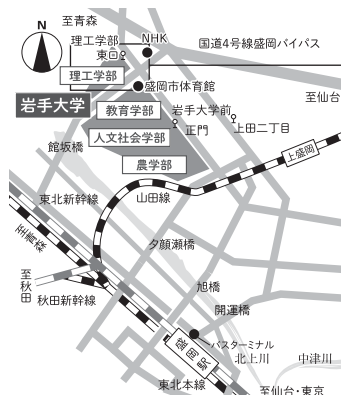 至青森
N
理工学部
NHK
国道4号線盛岡バイパス
東口
理工学部
盛岡市体育館
至仙台
岩手大学
教育学部
岩手大学前
正門
上田二丁目
人文社会学部
館坂橋
農学部
上盛岡
東北新幹線
山田線
至青森
夕顔瀬橋
至秋田
旭橋
秋田新幹線
開運橋
バスターミナル
盛岡駅
北上川
中津川
東北本線
至仙台・東京